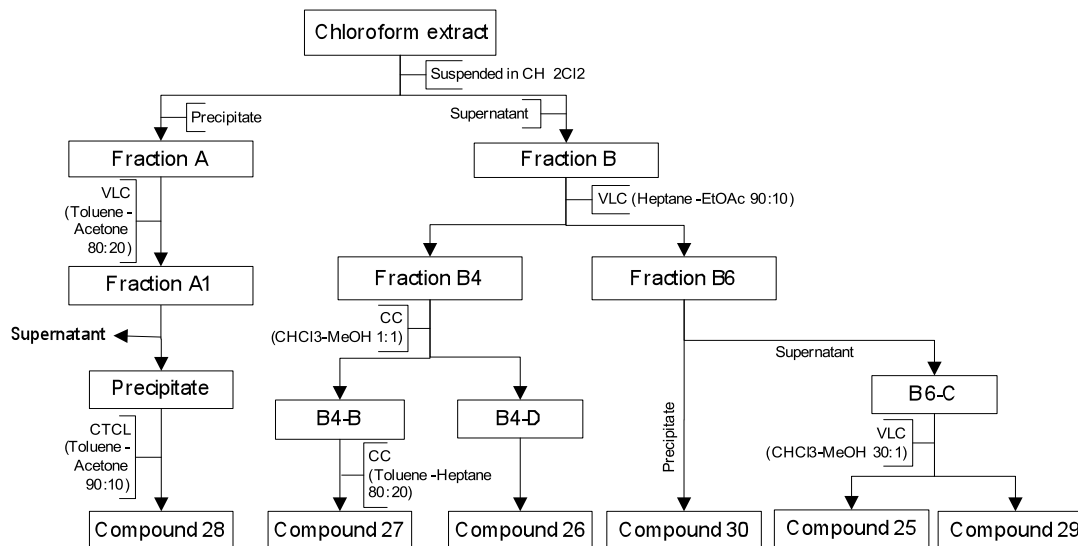 Chloroform extract
Suspended in CH 2Cl2
Precipitate
Supernatant
Fraction A
Fraction B
VLC
(Toluene -
Acetone
80:20)
VLC (Heptane -EtOAc 90:10)
Fraction A1
Fraction B4
Fraction B6
Supernatant
CC
(CHCl3-MeOH 1:1)
Supernatant
Precipitate
B4-B
B4-D
Precipitate
B6-C
CTCL
(Toluene -
Acetone
90:10)
CC
(Toluene -Heptane
80:20)
VLC
(CHCl3-MeOH 30:1)
Compound 28
Compound 27
Compound 26
Compound 30
Compound 25
Compound 29